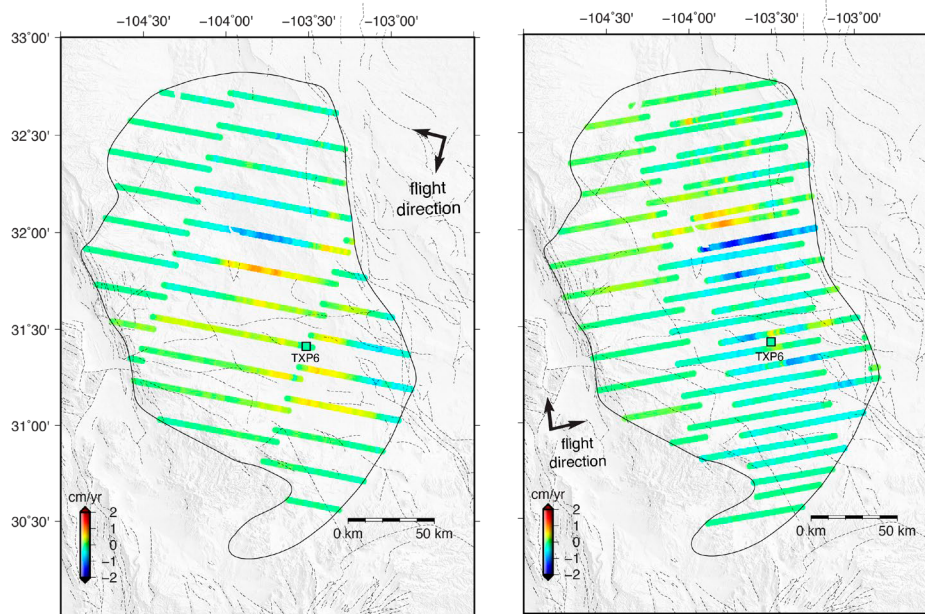 −104°30' −104°00' −103°30' −103°00'
33°00'
32°30'
32°00'
31°30'
31°00'
30°30'
flight
direction
TXP6
cm/yr
2
1
0
−1
−2
0 km 50 km
−104°30' −104°00' −103°30' −103°00'
TXP6
flight
direction
cm/yr
2
1
0
−1
−2
0 km 50 km